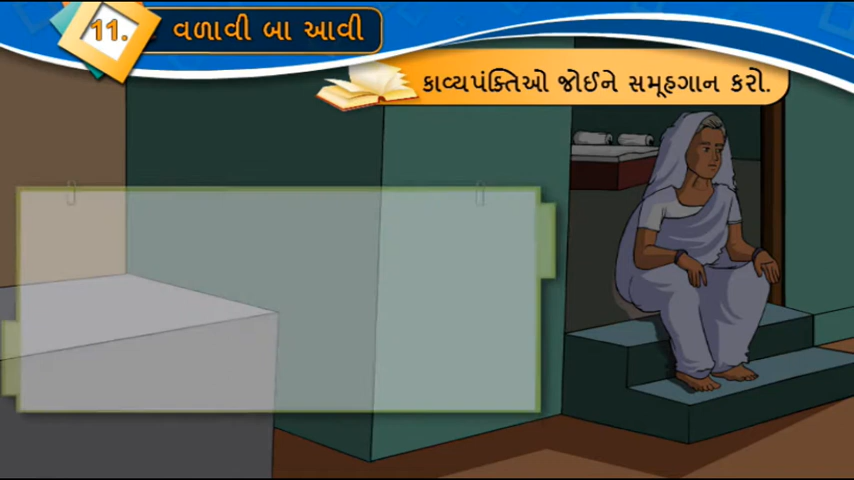 11. વળાવી બા આવી
કાવ્યપંક્તિઓ જોઈને સમૂહગાન કરો.